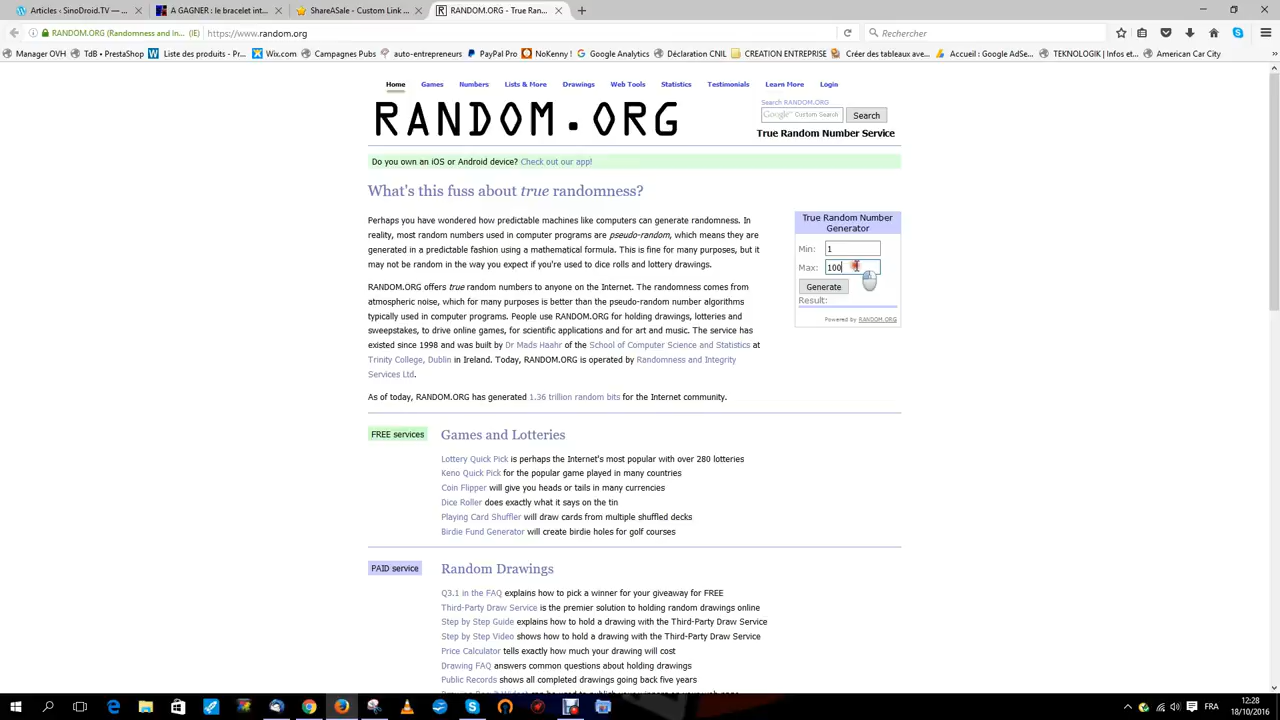 Articles ‹ SinoDroid.TV — ...
A GAGNER : le bracelet int...
ShareASale - Custom Link ...
RANDOM.ORG - True Ran...
RANDOM.ORG (Randomness and In... (IE)
https://www.random.org
Rechercher
Manager OVH
TdB • PrestaShop
Liste des produits - Pr...
Wix.com
Campagnes Pubs
auto-entrepreneurs
PayPal Pro
NoKenny !
Google Analytics
Déclaration CNIL
CREATION ENTREPRISE
Créer des tableaux ave...
Accueil : Google AdSe...
TEKNOLOGIK | Infos et...
American Car City
Home
Games
Numbers
Lists & More
Drawings
Web Tools
Statistics
Testimonials
Learn More
Login
RANDOM.ORG
Search RANDOM.ORG
Google Custom Search
Search
True Random Number Service
Do you own an iOS or Android device? Check out our app!
What's this fuss about true randomness?
Perhaps you have wondered how predictable machines like computers can generate randomness. In
reality, most random numbers used in computer programs are pseudo-random, which means they are
generated in a predictable fashion using a mathematical formula. This is fine for many purposes, but it
may not be random in the way you expect if you're used to dice rolls and lottery drawings.
RANDOM.ORG offers true random numbers to anyone on the Internet. The randomness comes from
atmospheric noise, which for many purposes is better than the pseudo-random number algorithms
typically used in computer programs. People use RANDOM.ORG for holding drawings, lotteries and
sweepstakes, to drive online games, for scientific applications and for art and music. The service has
existed since 1998 and was built by Dr Mads Haahr of the School of Computer Science and Statistics at
Trinity College, Dublin in Ireland. Today, RANDOM.ORG is operated by Randomness and Integrity
Services Ltd.
As of today, RANDOM.ORG has generated 1.36 trillion random bits for the Internet community.
True Random Number
Generator
Min: 1
Max: 100
Generate
Result:
Powered by RANDOM.ORG
FREE services
Games and Lotteries
Lottery Quick Pick is perhaps the Internet's most popular with over 280 lotteries
Keno Quick Pick for the popular game played in many countries
Coin Flipper will give you heads or tails in many currencies
Dice Roller does exactly what it says on the tin
Playing Card Shuffler will draw cards from multiple shuffled decks
Birdie Fund Generator will create birdie holes for golf courses
PAID service
Random Drawings
Q3.1 in the FAQ explains how to pick a winner for your giveaway for FREE
Third-Party Draw Service is the premier solution to holding random drawings online
Step by Step Guide explains how to hold a drawing with the Third-Party Draw Service
Step by Step Video shows how to hold a drawing with the Third-Party Draw Service
Price Calculator tells exactly how much your drawing will cost
Drawing FAQ answers common questions about holding drawings
Public Records shows all completed drawings going back five years
FRA
12:28
18/10/2016